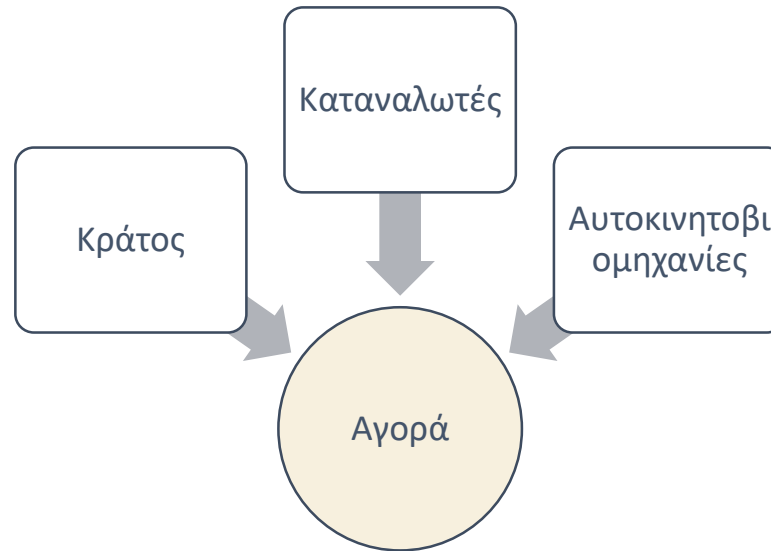 Καταναλωτές
Κράτος
Αυτοκινητοβι
ομηχανίες
Αγορά